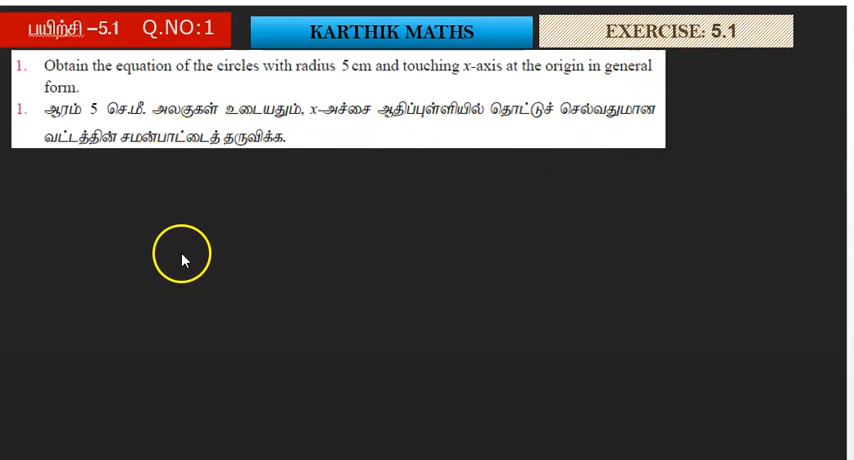 பயிற்சி –5.1 Q.NO:1
KARTHIK MATHS
EXERCISE: 5.1
1. Obtain the equation of the circles with radius 5 cm and touching x-axis at the origin in general
form.
1. ஆரம் 5 செ.மீ. அலகுகள் உடையதும், x-அச்சை ஆதிப்புள்ளியில் தொட்டுச் செல்வதுமான
வட்டத்தின் சமன்பாட்டைத் தருவிக்க.